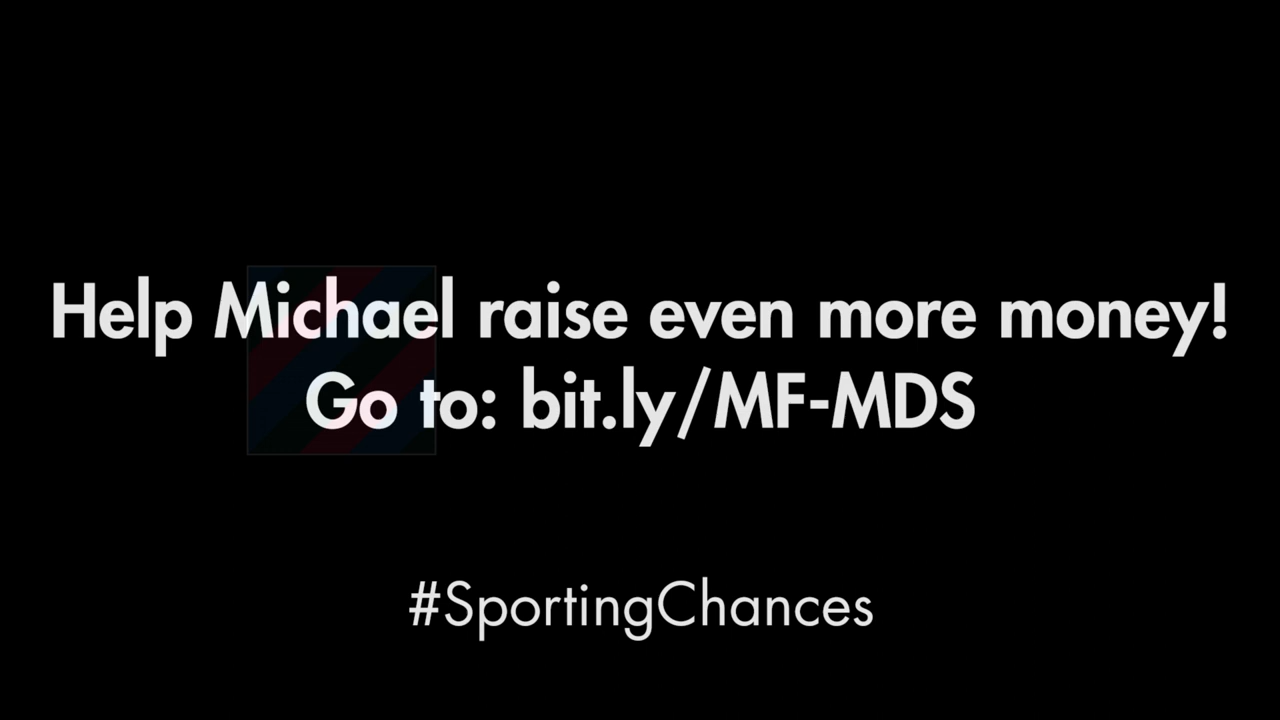 Help Michael raise even more money!
Go to: bit.ly/MF-MDS
#SportingChances